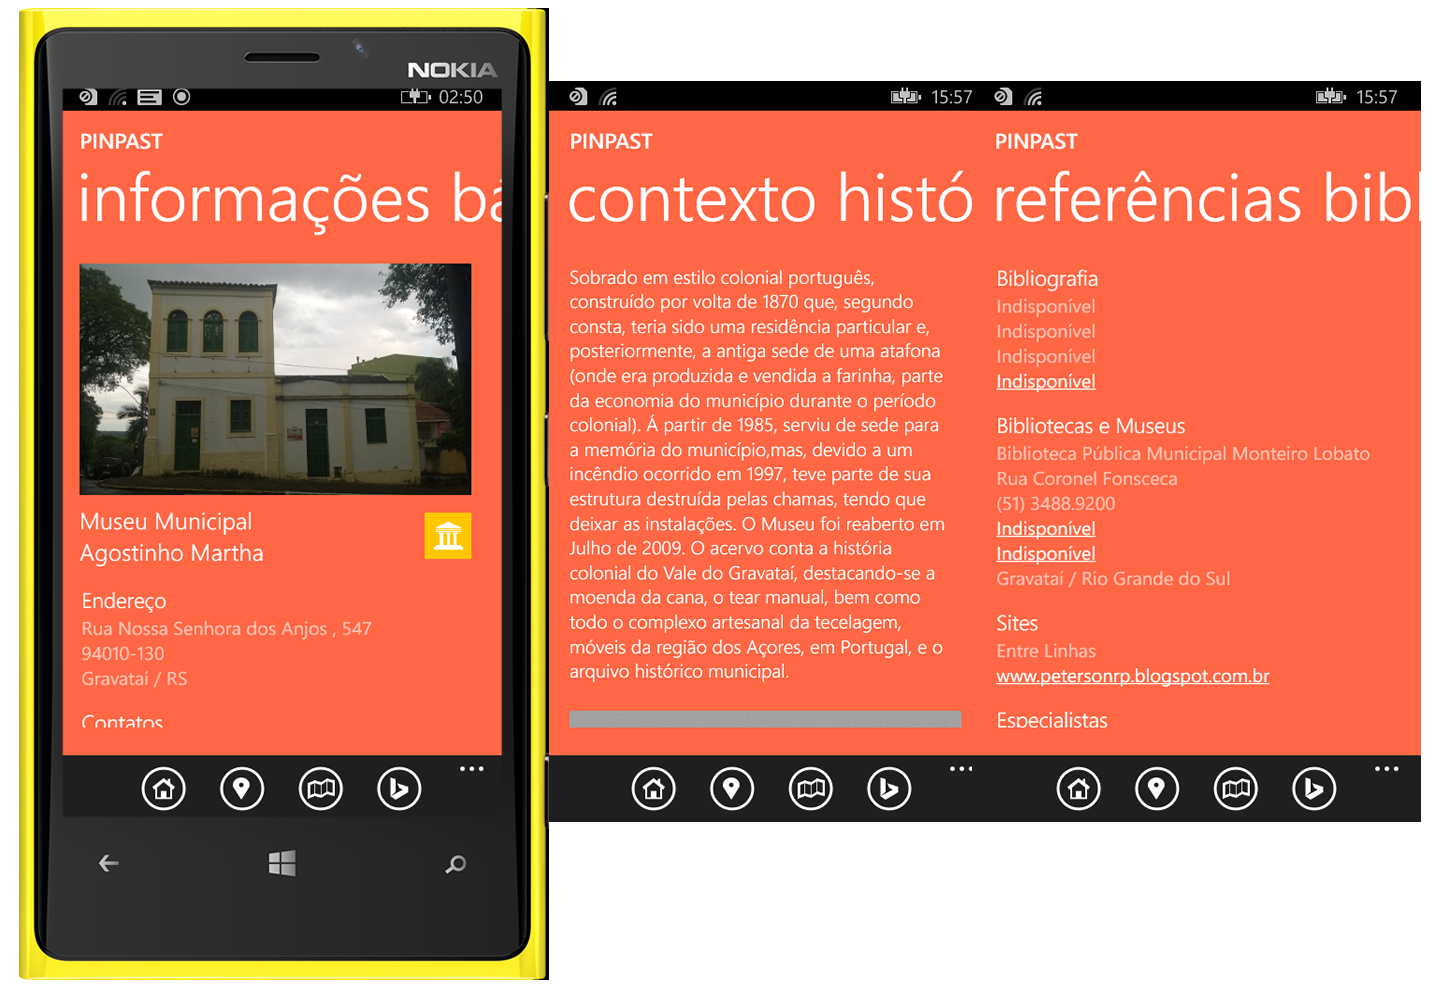 NOKIA
02:50
PINPAST
informações bá
Museu Municipal
Agostinho Martha
Endereço
Rua Nossa Senhora dos Anjos , 547
94010-130
Gravataí / RS
Contatos
15:57
PINPAST
contexto histó
Sobrado em estilo colonial português,
construído por volta de 1870 que, segundo
consta, teria sido uma residência particular e,
posteriormente, a antiga sede de uma atafona
(onde era produzida e vendida a farinha, parte
da economia do município durante o período
colonial). Á partir de 1985, serviu de sede para
a memória do município,mas, devido a um
incêndio ocorrido em 1997, teve parte de sua
estrutura destruída pelas chamas, tendo que
deixar as instalações. O Museu foi reaberto em
Julho de 2009. O acervo conta a história
colonial do Vale do Gravataí, destacando-se a
moenda da cana, o tear manual, bem como
todo o complexo artesanal da tecelagem,
móveis da região dos Açores, em Portugal, e o
arquivo histórico municipal.
15:57
PINPAST
referências bibl
Bibliografia
Indisponível
Indisponível
Indisponível
Indisponível
Bibliotecas e Museus
Biblioteca Pública Municipal Monteiro Lobato
Rua Coronel Fonsceca
(51) 3488.9200
Indisponível
Indisponível
Gravataí / Rio Grande do Sul
Sites
Entre Linhas
www.petersonrp.blogspot.com.br
Especialistas